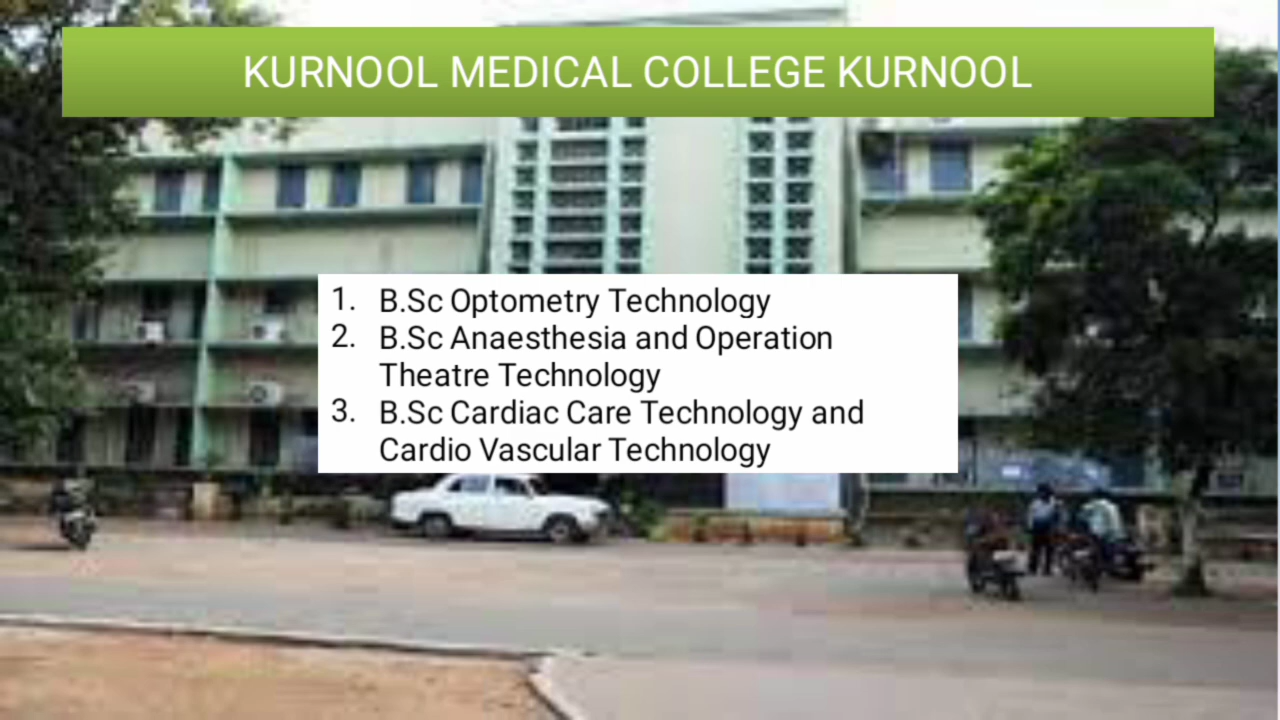 KURNOOL MEDICAL COLLEGE KURNOOL
1. B.Sc Optometry Technology
2. B.Sc Anaesthesia and Operation
Theatre Technology
3. B.Sc Cardiac Care Technology and
Cardio Vascular Technology